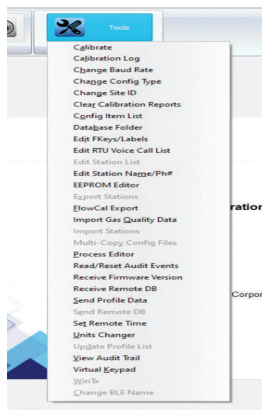 Tools
Calibrate
Calibration Log
Change Baud Rate
Change Config Type
Change Site ID
Clear Calibration Reports
Config Item List
Database Folder
Edit FKeys/Labels
Edit RTU Voice Call List
Edit Station List
Edit Station Name/Ph#
EEPROM Editor
Export Stations
FlowCal Export
Import Gas Quality Data
ration
Import Stations
Multi-Copy Config Files
Process Editor
Read/Reset Audit Events
Receive Firmware Version
Receive Remote DB
Send Profile Data
Corpor
Send Remote DB
Set Remote Time
Units Changer
Update Profile List
View Audit Trail
Virtual Keypad
WinTx
Change BLE Name